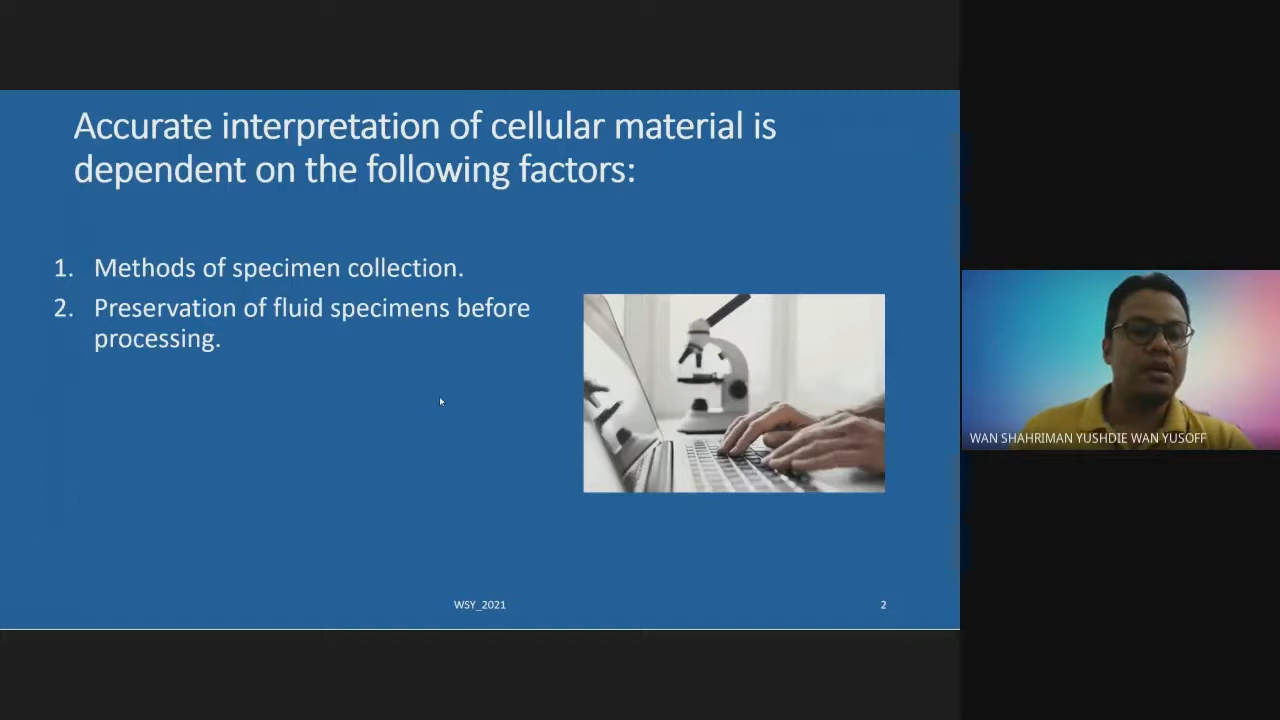 Accurate interpretation of cellular material is
dependent on the following factors:
1. Methods of specimen collection.
2. Preservation of fluid specimens before
processing.
WAN SHAHRIMAN YUSHDIE WAN YUSOFF
WSY_2021
2